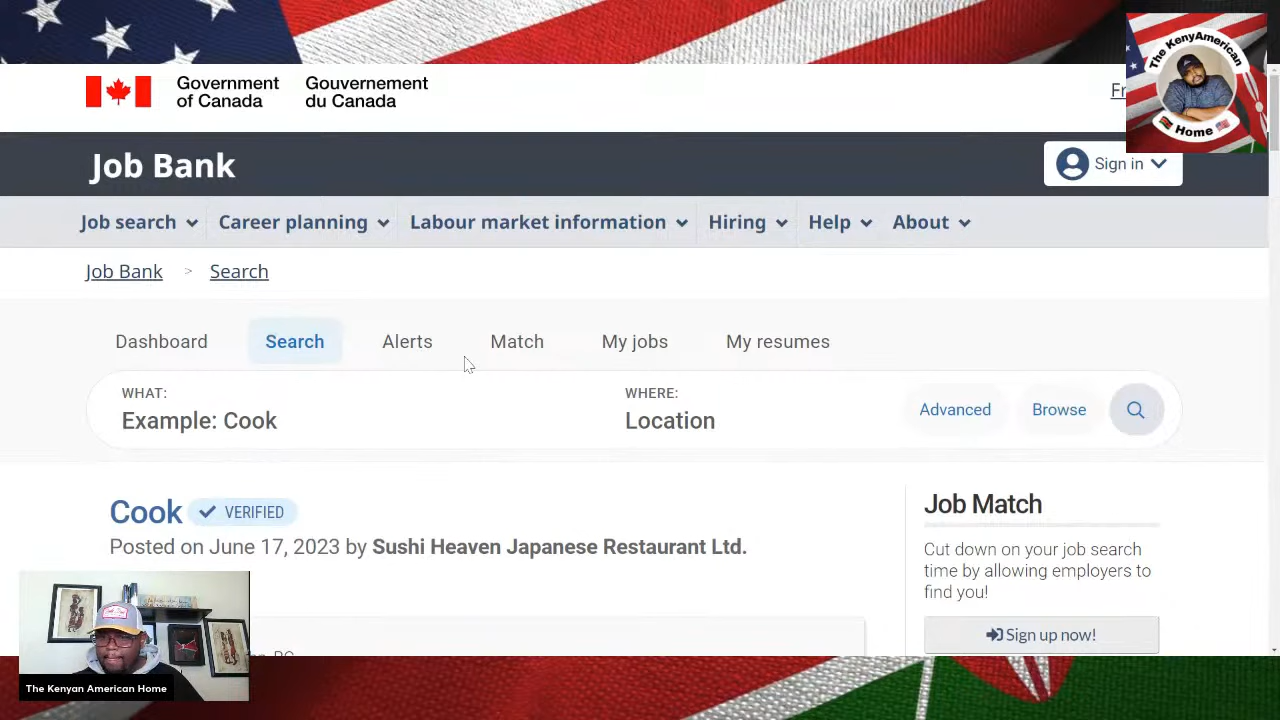 Government
of Canada
Gouvernement
du Canada
Fr
The KenyAmerican
Home
Job Bank
Sign in
Job search
Career planning
Labour market information
Hiring
Help
About
Job Bank > Search
Dashboard
Search
Alerts
Match
My jobs
My resumes
WHAT:
Example: Cook
WHERE:
Location
Advanced
Browse
Cook
VERIFIED
Posted on June 17, 2023 by Sushi Heaven Japanese Restaurant Ltd.
Job Match
Cut down on your job search
time by allowing employers to
find you!
Sign up now!
The Kenyan American Home